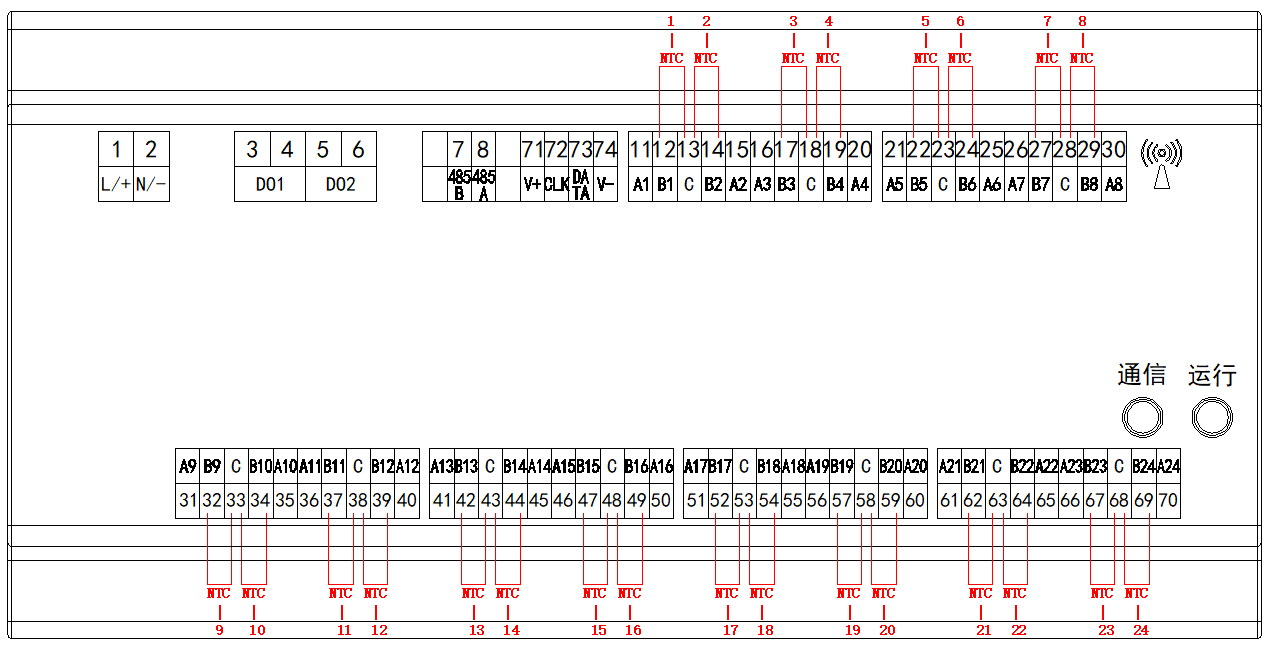 1 2 3 4 5 6 7 8
NTC NTC NTC NTC NTC NTC NTC NTC
1 2 3 4 5 6 7 8 71 72 73 74 11 12 13 14 15 16 17 18 19 20 21 22 23 24 25 26 27 28 29 30
L/+ N/- DO1 DO2 485 B 485 A V+ CLK DA TA V- A1 B1 C B2 A2 A3 B3 C B4 A4 A5 B5 C B6 A6 A7 B7 C B8 A8
通信 运行
A9 B9 C B10 A10 A11 B11 C B12 A12 A13 B13 C B14 A14 A15 B15 C B16 A16 A17 B17 C B18 A18 A19 B19 C B20 A20 A21 B21 C B22 A22 A23 B23 C B24 A24
31 32 33 34 35 36 37 38 39 40 41 42 43 44 45 46 47 48 49 50 51 52 53 54 55 56 57 58 59 60 61 62 63 64 65 66 67 68 69 70
NTC NTC NTC NTC NTC NTC NTC NTC NTC NTC NTC NTC NTC NTC NTC NTC
9 10 11 12 13 14 15 16 17 18 19 20 21 22 23 24